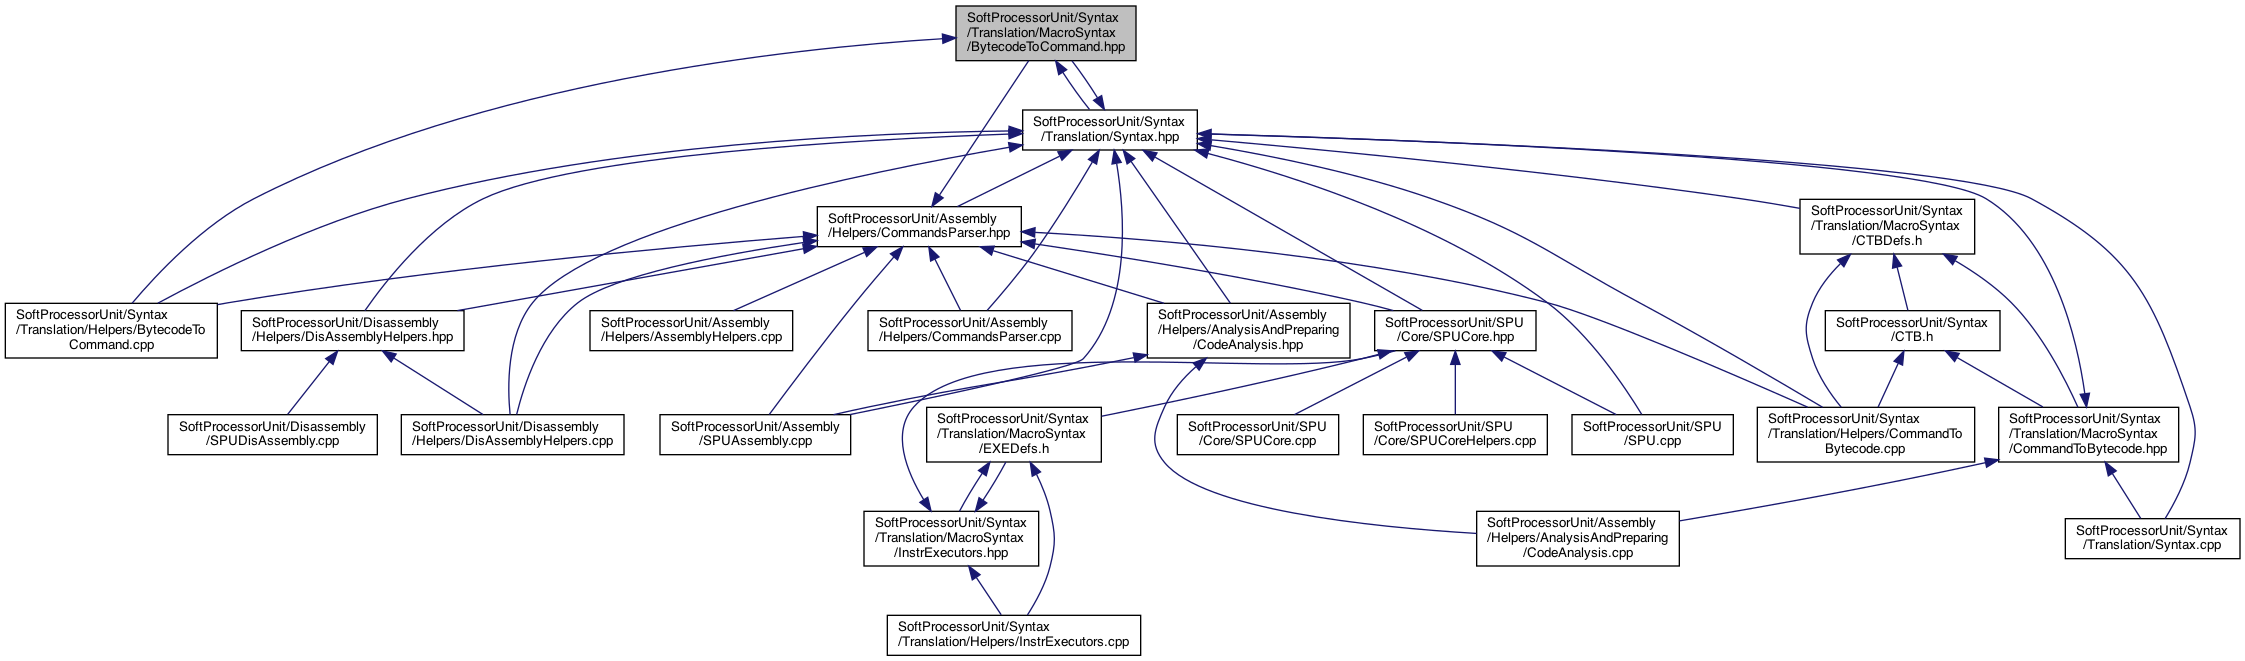 SoftProcessorUnit/Syntax
/Translation/MacroSyntax
/BytecodeToCommand.hpp
SoftProcessorUnit/Syntax
/Translation/Syntax.hpp
SoftProcessorUnit/Assembly
/Helpers/CommandsParser.hpp
SoftProcessorUnit/Syntax
/Translation/MacroSyntax
/CTBDefs.h
SoftProcessorUnit/Syntax
/Translation/Helpers/BytecodeTo
Command.cpp
SoftProcessorUnit/Disassembly
/Helpers/DisAssemblyHelpers.hpp
SoftProcessorUnit/Assembly
/Helpers/AssemblyHelpers.cpp
SoftProcessorUnit/Assembly
/Helpers/CommandsParser.cpp
SoftProcessorUnit/Assembly
/Helpers/AnalysisAndPreparing
/CodeAnalysis.hpp
SoftProcessorUnit/SPU
/Core/SPUCore.hpp
SoftProcessorUnit/Syntax
/CTB.h
SoftProcessorUnit/Disassembly
/SPUDisAssembly.cpp
SoftProcessorUnit/Disassembly
/Helpers/DisAssemblyHelpers.cpp
SoftProcessorUnit/Assembly
/SPUAssembly.cpp
SoftProcessorUnit/Syntax
/Translation/MacroSyntax
/EXEDefs.h
SoftProcessorUnit/SPU
/Core/SPUCore.cpp
SoftProcessorUnit/SPU
/Core/SPUCoreHelpers.cpp
SoftProcessorUnit/SPU
/SPU.cpp
SoftProcessorUnit/Syntax
/Translation/Helpers/CommandTo
Bytecode.cpp
SoftProcessorUnit/Syntax
/Translation/MacroSyntax
/CommandToBytecode.hpp
SoftProcessorUnit/Syntax
/Translation/MacroSyntax
/InstrExecutors.hpp
SoftProcessorUnit/Assembly
/Helpers/AnalysisAndPreparing
/CodeAnalysis.cpp
SoftProcessorUnit/Syntax
/Translation/Syntax.cpp
SoftProcessorUnit/Syntax
/Translation/Helpers/InstrExecutors.cpp